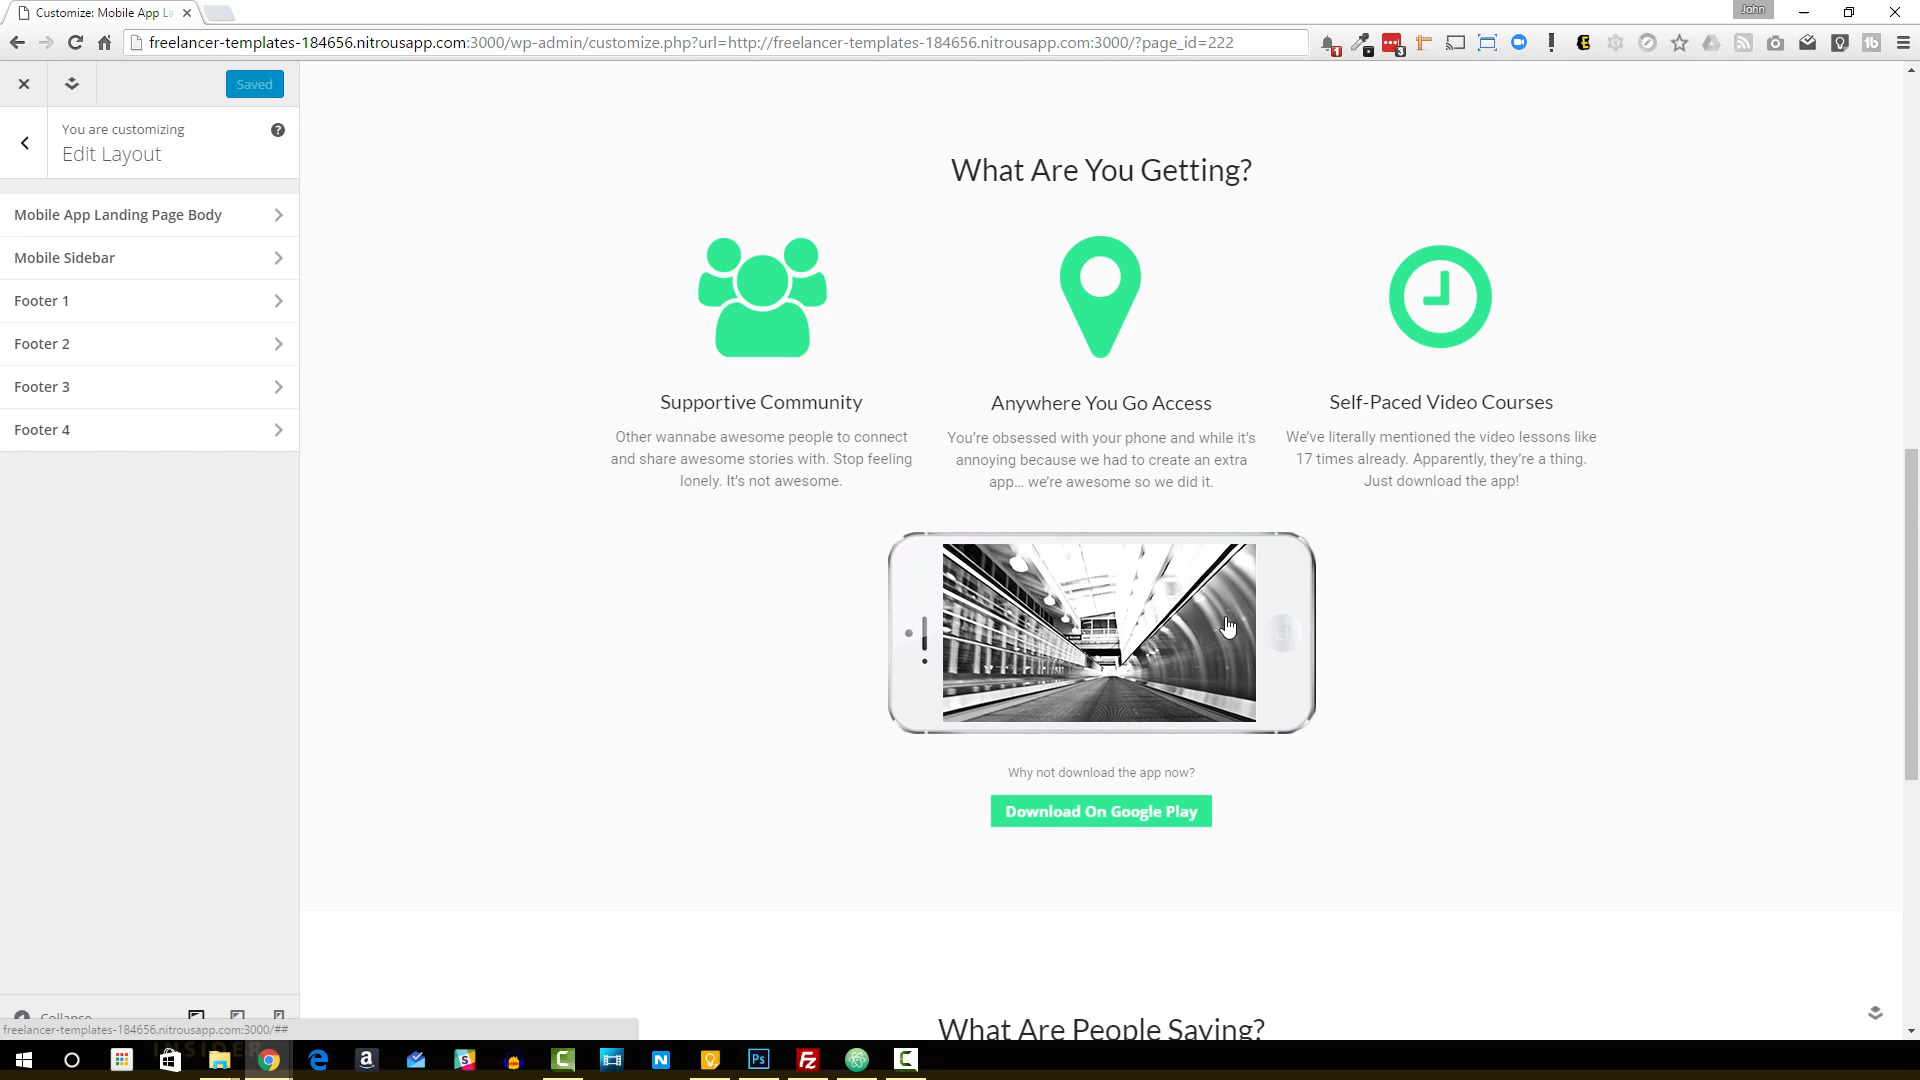 Customize: Mobile App La
John
freelancer-templates-184656.nitrousapp.com:3000/wp-admin/customize.php?url=http://freelancer-templates-184656.nitrousapp.com:3000/?page_id=222
Saved
You are customizing
Edit Layout
Mobile App Landing Page Body
Mobile Sidebar
Footer 1
Footer 2
Footer 3
Footer 4
What Are You Getting?
Supportive Community
Other wannabe awesome people to connect
and share awesome stories with. Stop feeling
lonely. It's not awesome.
Anywhere You Go Access
You're obsessed with your phone and while it's
annoying because we had to create an extra
app... we're awesome so we did it.
Self-Paced Video Courses
We've literally mentioned the video lessons like
17 times already. Apparently, they're a thing.
Just download the app!
Why not download the app now?
Download On Google Play
What Are People Saying?
Collapse
freelancer-templates-184656.nitrousapp.com:3000/##
INSIDER